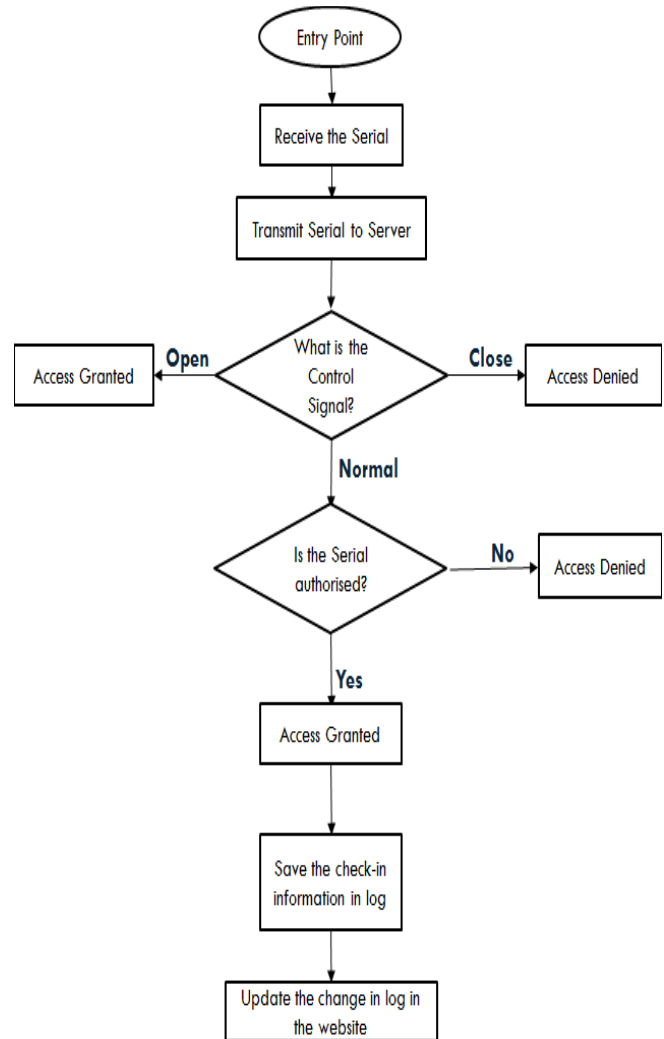 Entry Point
Receive the Serial
Transmit Serial to Server
What is the
Control
Signal?
Open
Access Granted
Close
Access Denied
Normal
Is the Serial
authorised?
No
Access Denied
Yes
Access Granted
Save the check-in
information in log
Update the change in log in
the website